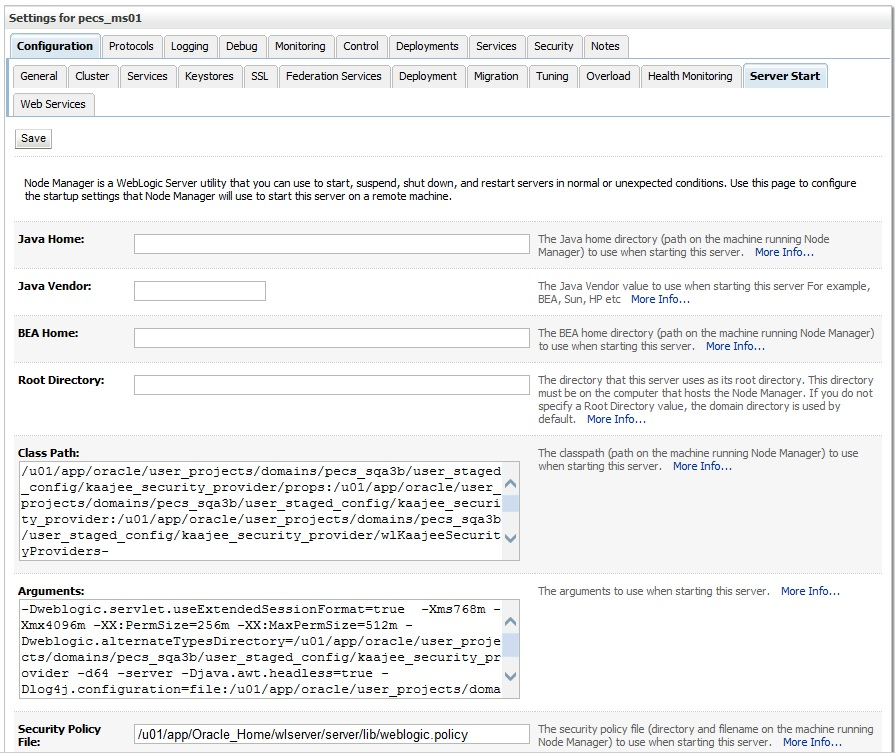 Settings for pecs_ms01
Configuration Protocols Logging Debug Monitoring Control Deployments Services Security Notes
General Cluster Services Keystores SSL Federation Services Deployment Migration Tuning Overload Health Monitoring Server Start
Web Services
Save
Node Manager is a WebLogic Server utility that you can use to start, suspend, shut down, and restart servers in normal or unexpected conditions. Use this page to configure
the startup settings that Node Manager will use to start this server on a remote machine.
Java Home:
The Java home directory (path on the machine running Node
Manager) to use when starting this server. More Info...
Java Vendor:
The Java Vendor value to use when starting this server For example,
BEA, Sun, HP etc More Info...
BEA Home:
The BEA home directory (path on the machine running Node Manager)
to use when starting this server. More Info...
Root Directory:
The directory that this server uses as its root directory. This directory
must be on the computer that hosts the Node Manager. If you do not
specify a Root Directory value, the domain directory is used by
default. More Info...
Class Path:
/u01/app/oracle/user_projects/domains/pecs_sqa3b/user_staged
_config/kaajee_security_provider/props:/u01/app/oracle/user_
projects/domains/pecs_sqa3b/user_staged_config/kaajee_securi
ty_provider:/u01/app/oracle/user_projects/domains/pecs_sqa3b
/user_staged_config/kaajee_security_provider/wlKaajeeSecurit
yProviders-
The classpath (path on the machine running Node Manager) to use
when starting this server. More Info...
Arguments:
-Dweblogic.servlet.useExtendedSessionFormat=true -Xms768m -
Xmx4096m -XX:PermSize=256m -XX:MaxPermSize=512m -
Dweblogic.alternateTypesDirectory=/u01/app/oracle/user_proje
cts/domains/pecs_sqa3b/user_staged_config/kaajee_security_pr
ovider -d64 -server -Djava.awt.headless=true -
Dlog4j.configuration=file:/u01/app/oracle/user_projects/doma
The arguments to use when starting this server. More Info...
Security Policy
File:
/u01/app/Oracle_Home/wlserver/server/lib/weblogic.policy
The security policy file (directory and filename on the machine running
Node Manager) to use when starting this server. More Info...